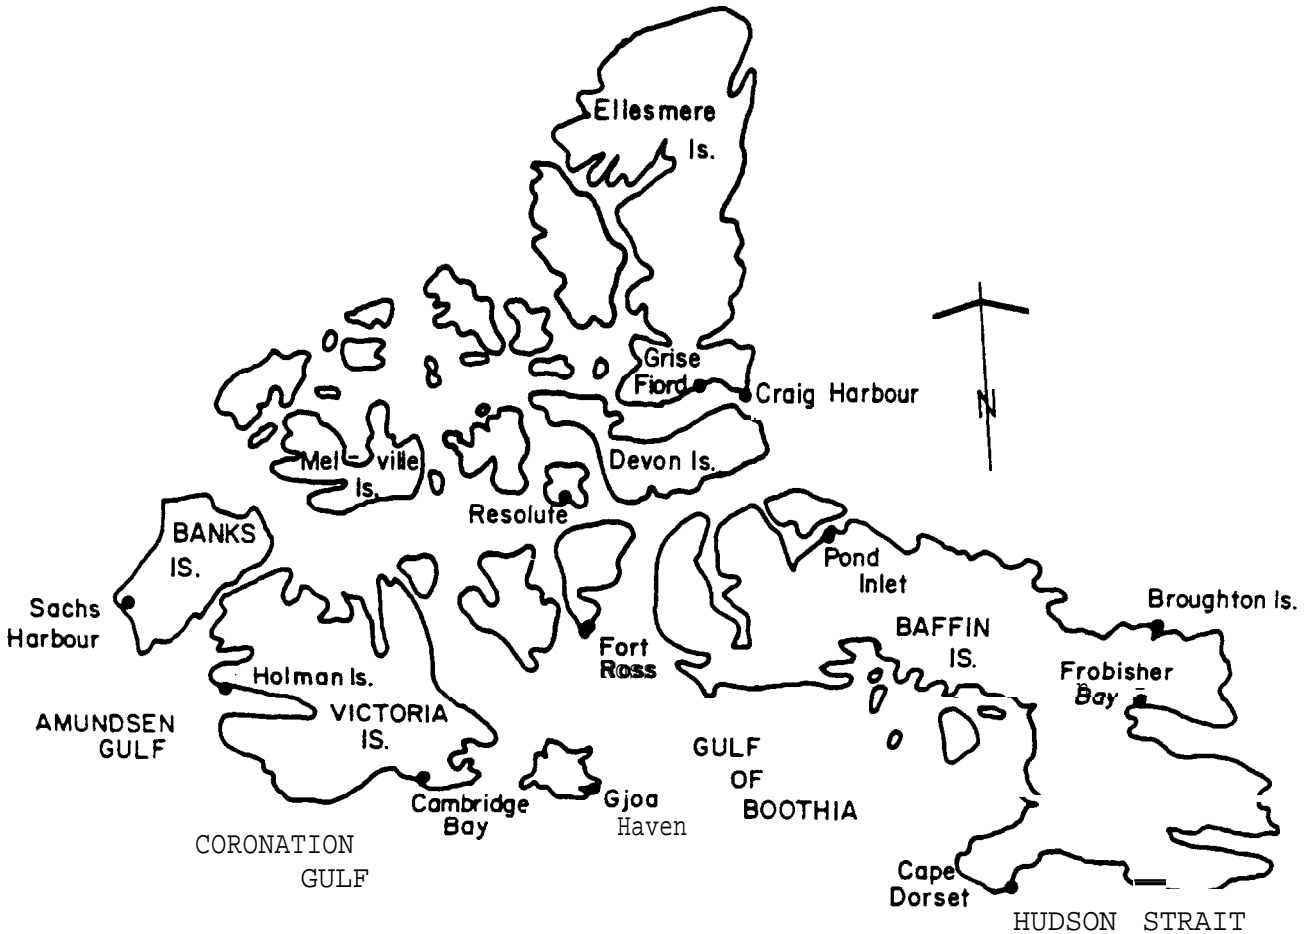 Ellesmere
Is.
Grise
Fiord
Craig Harbour
Mel-ville
Is.
Devon Is.
Resolute
BANKS
IS.
Pond
Inlet
Sachs
Harbour
Broughton Is.
BAFFIN
IS.
Fort
Ross
Holman Is.
Frobisher
Bay
AMUNDSEN
GULF
VICTORIA
IS.
GULF
OF
BOOTHIA
Cambridge
Bay
Gjoa
Haven
CORONATION
GULF
Cape
Dorset
HUDSON STRAIT
N